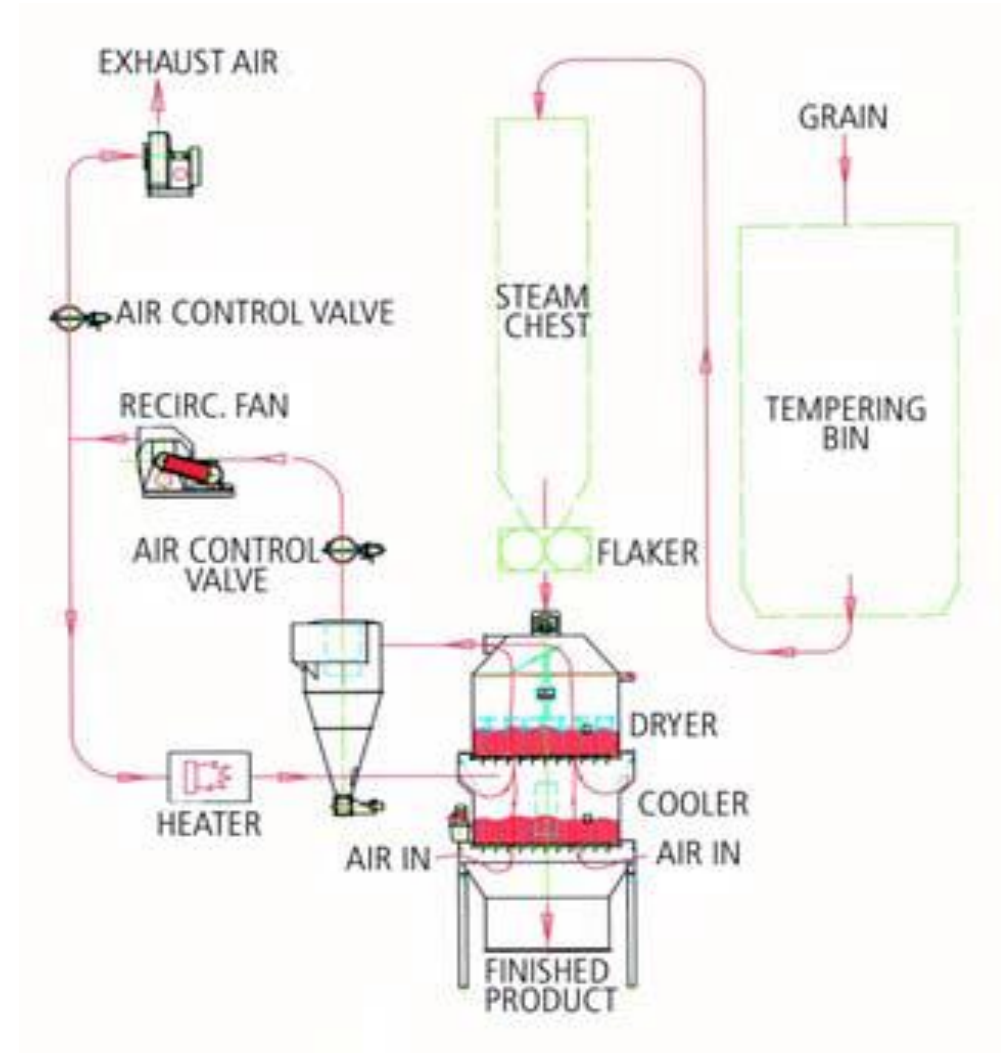 EXHAUST AIR
GRAIN
STEAM
CHEST
AIR CONTROL VALVE
RECIRC. FAN
TEMPERING
BIN
AIR CONTROL
VALVE
FLAKER
DRYER
COOLER
HEATER
AIR IN
AIR IN
FINISHED
PRODUCT